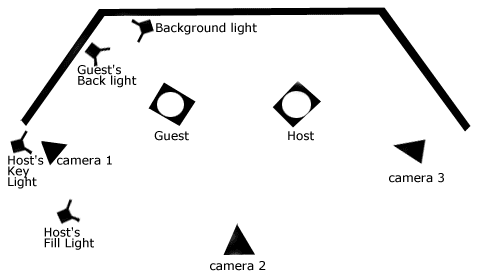 Background light
Guest's
Back light
Guest
Host
camera 1
Host's
Key
Light
camera 3
Host's
Fill Light
camera 2